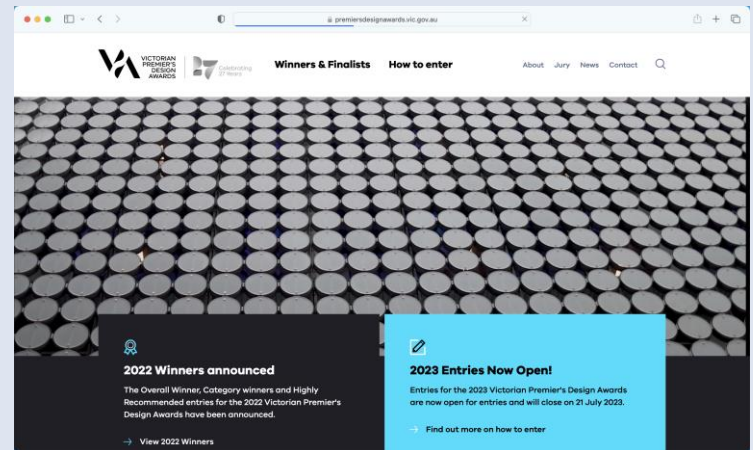 premiersdesignawards.vic.gov.au
VICTORIAN
PREMIER'S
DESIGN
AWARDS
27
Celebrating
27 Years
Winners & Finalists
How to enter
About
Jury
News
Contact
2022 Winners announced
The Overall Winner, Category winners and Highly
Recommended entries for the 2022 Victorian Premier's
Design Awards have been announced.
→ View 2022 Winners
2023 Entries Now Open!
Entries for the 2023 Victorian Premier's Design Awards
are now open for entries and will close on 21 July 2023.
→ Find out more on how to enter